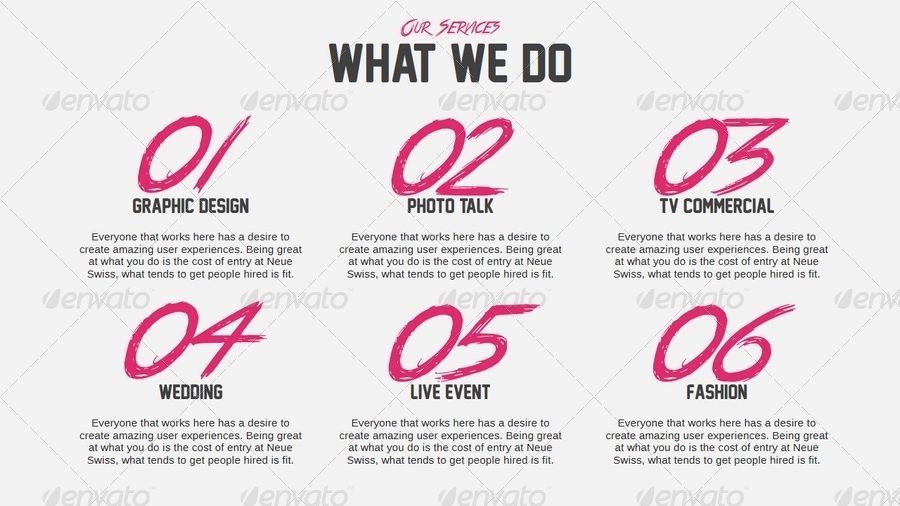 Our Services
WHAT WE DO
01
GRAPHIC DESIGN
Everyone that works here has a desire to
create amazing user experiences. Being great
at what you do is the cost of entry at Neue
Swiss, what tends to get people hired is fit.
02
PHOTO TALK
Everyone that works here has a desire to
create amazing user experiences. Being great
at what you do is the cost of entry at Neue
Swiss, what tends to get people hired is fit.
03
TV COMMERCIAL
Everyone that works here has a desire to
create amazing user experiences. Being great
at what you do is the cost of entry at Neue
Swiss, what tends to get people hired is fit.
04
WEDDING
Everyone that works here has a desire to
create amazing user experiences. Being great
at what you do is the cost of entry at Neue
Swiss, what tends to get people hired is fit.
05
LIVE EVENT
Everyone that works here has a desire to
create amazing user experiences. Being great
at what you do is the cost of entry at Neue
Swiss, what tends to get people hired is fit.
06
FASHION
Everyone that works here has a desire to
create amazing user experiences. Being great
at what you do is the cost of entry at Neue
Swiss, what tends to get people hired is fit.
envato envato envato envato envato
envato envato envato envato envato
envato envato envato envato envato